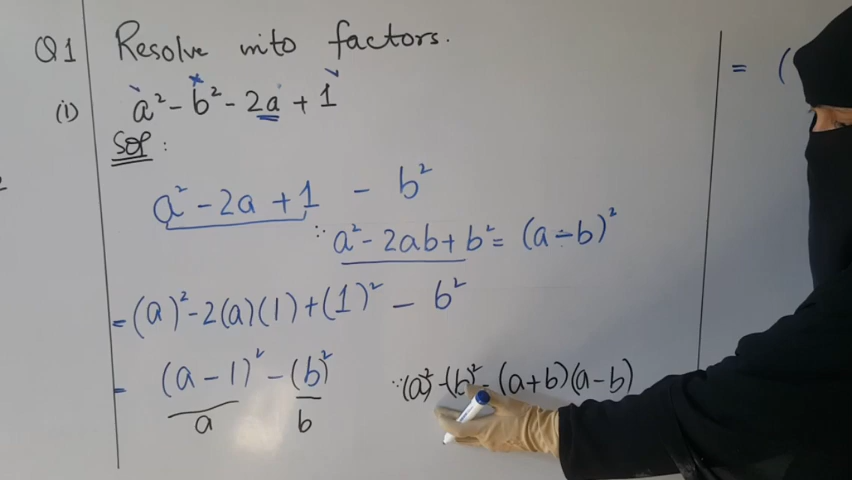 Q1 Resolve into factors.
(i) a² - b² - 2a + 1
Sol :
a² - 2a + 1 - b²
∵ a² - 2ab + b² = (a - b)²
= (a)² - 2(a)(1) + (1)² - b²
= (a - 1)² - (b)² ∵ (a)² - (b)² = (a+b)(a-b)
a b
= (